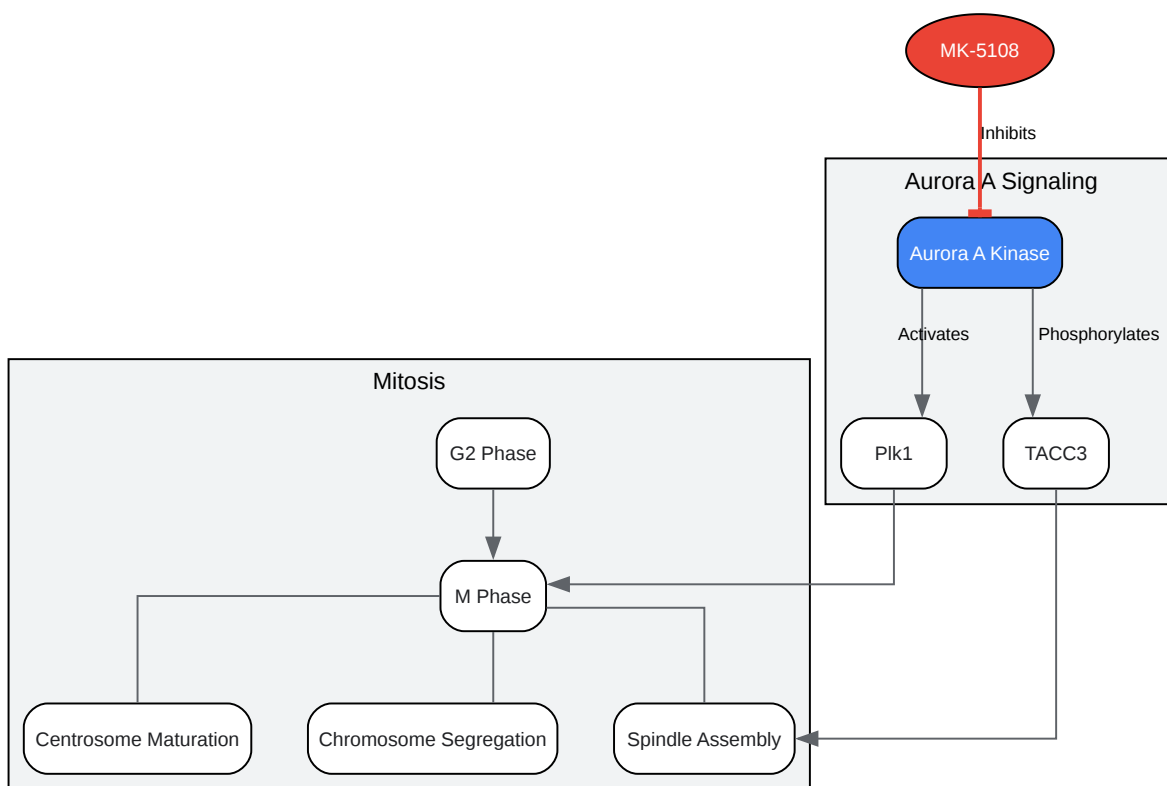 MK-5108
Inhibits
Aurora A Signaling
Aurora A Kinase
Activates
Phosphorylates
Mitosis
G2 Phase
Plk1
TACC3
M Phase
Centrosome Maturation
Chromosome Segregation
Spindle Assembly